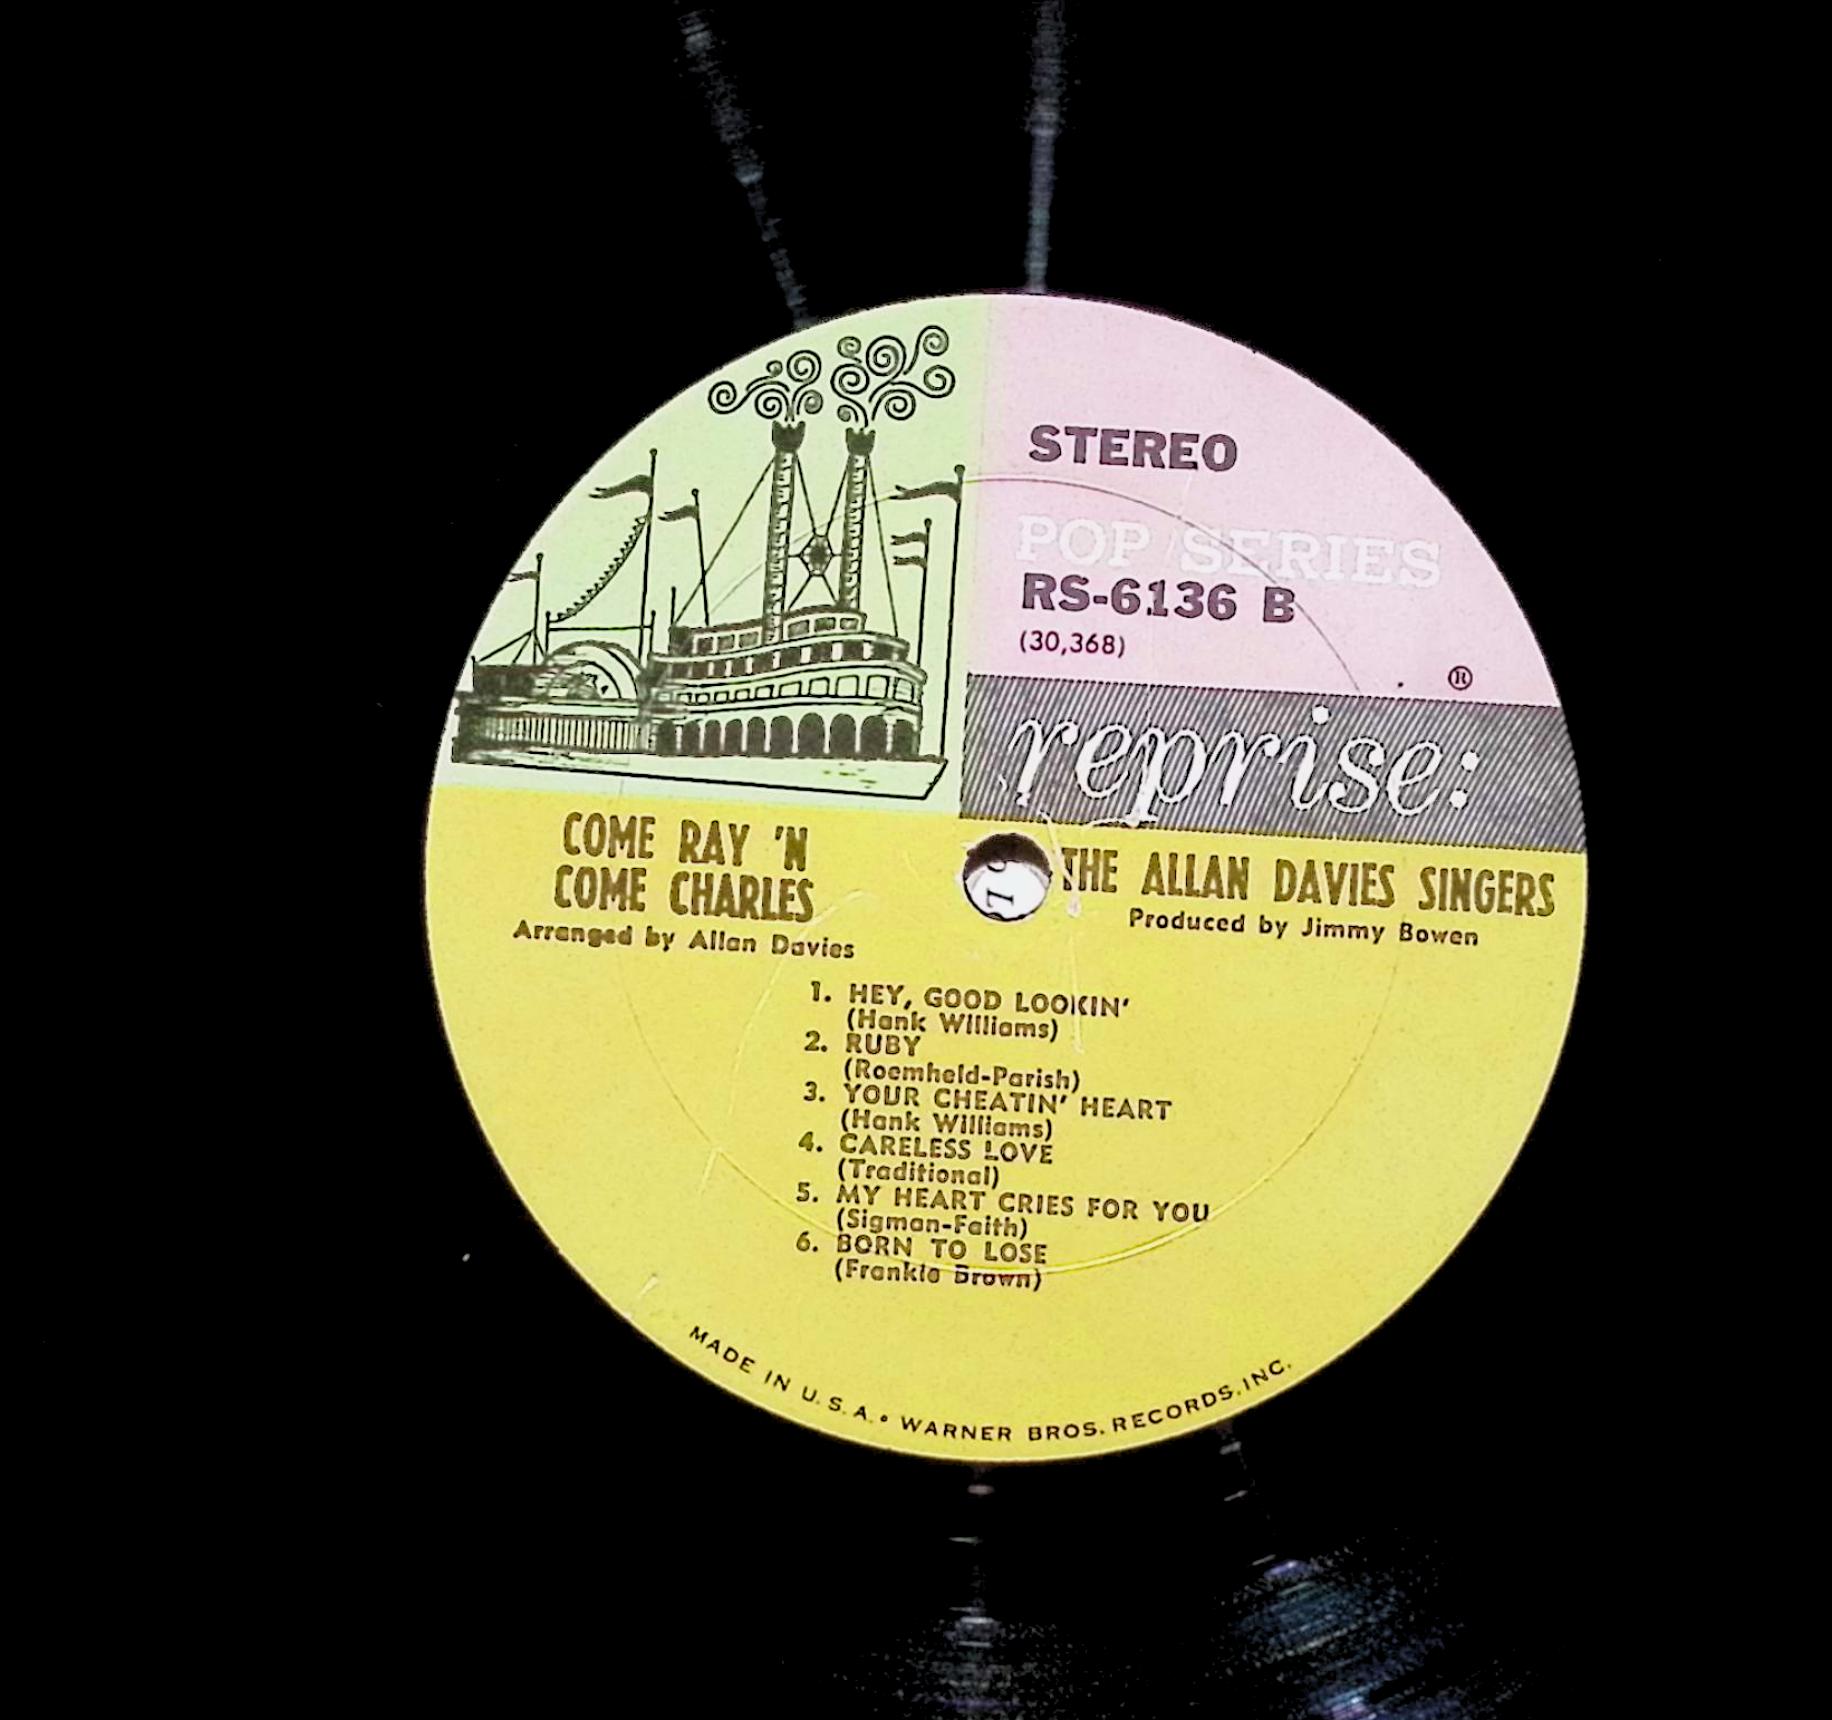 STEREO
POP SERIES
RS-6136 B
(30,368)
®
reprise:
COME RAY 'N
COME CHARLES
Arranged by Allan Davies
THE ALLAN DAVIES SINGERS
Produced by Jimmy Bowen
1. HEY, GOOD LOOKIN'
(Hank Williams)
2. RUBY
(Roemheld-Parish)
3. YOUR CHEATIN' HEART
(Hank Williams)
4. CARELESS LOVE
(Traditional)
5. MY HEART CRIES FOR YOU
(Sigman-Faith)
6. BORN TO LOSE
(Frankie Brown)
MADE IN U.S.A. • WARNER BROS. RECORDS, INC.